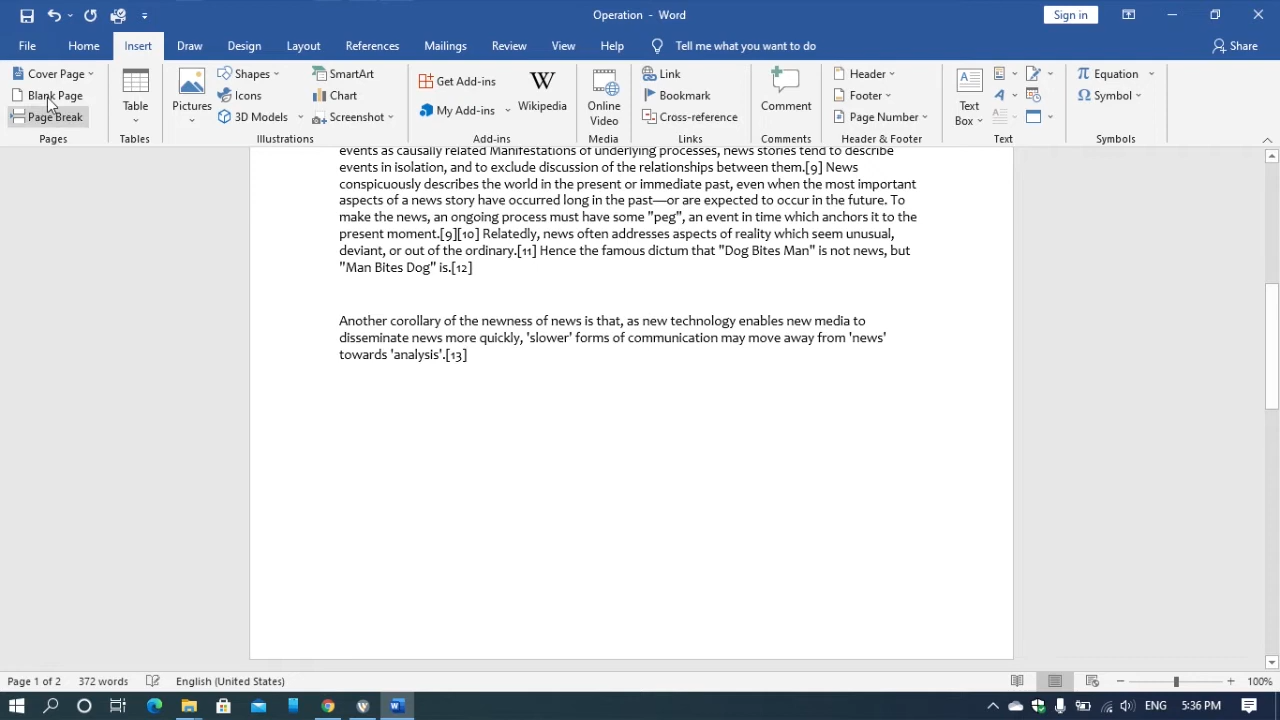 Operation - Word
Sign in
File Home Insert Draw Design Layout References Mailings Review View Help Tell me what you want to do Share
Cover Page
Blank Page
Page Break
Pages
Table
Tables
Pictures
Shapes
Icons
3D Models
SmartArt
Chart
Screenshot
Illustrations
Get Add-ins
My Add-ins
W
Wikipedia
Add-ins
Online
Video
Media
Link
Bookmark
Cross-reference
Links
Comment
Comments
Header
Footer
Page Number
Header & Footer
Text
Box
Text
Equation
Symbol
Symbols
events as causally related Manifestations of underlying processes, news stories tend to describe
events in isolation, and to exclude discussion of the relationships between them.[9] News
conspicuously describes the world in the present or immediate past, even when the most important
aspects of a news story have occurred long in the past—or are expected to occur in the future. To
make the news, an ongoing process must have some "peg", an event in time which anchors it to the
present moment.[9][10] Relatedly, news often addresses aspects of reality which seem unusual,
deviant, or out of the ordinary.[11] Hence the famous dictum that "Dog Bites Man" is not news, but
"Man Bites Dog" is.[12]
Another corollary of the newness of news is that, as new technology enables new media to
disseminate news more quickly, 'slower' forms of communication may move away from 'news'
towards 'analysis'.[13]
Page 1 of 2 372 words English (United States) 100%
ENG 5:36 PM